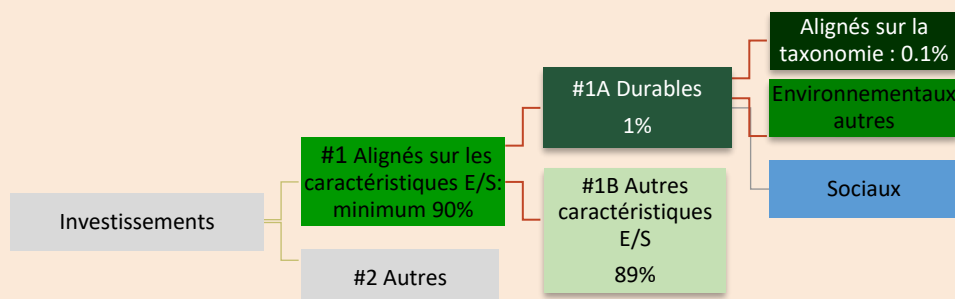 Investissements
#1 Alignés sur les
caractéristiques E/S:
minimum 90%
#2 Autres
#1A Durables
1%
#1B Autres
caractéristiques
E/S
89%
Alignés sur la
taxonomie : 0.1%
Environnementaux
autres
Sociaux